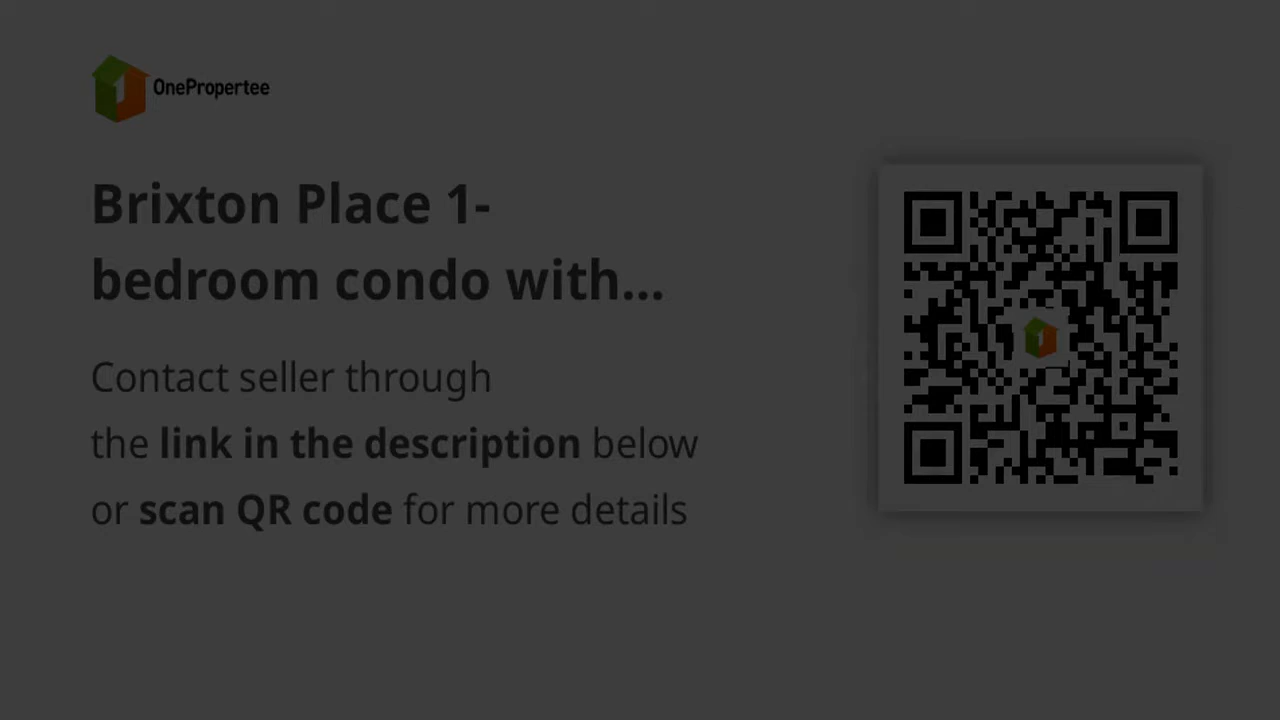 OnePropertee
Brixton Place 1-
bedroom condo with...
Contact seller through
the link in the description below
or scan QR code for more details